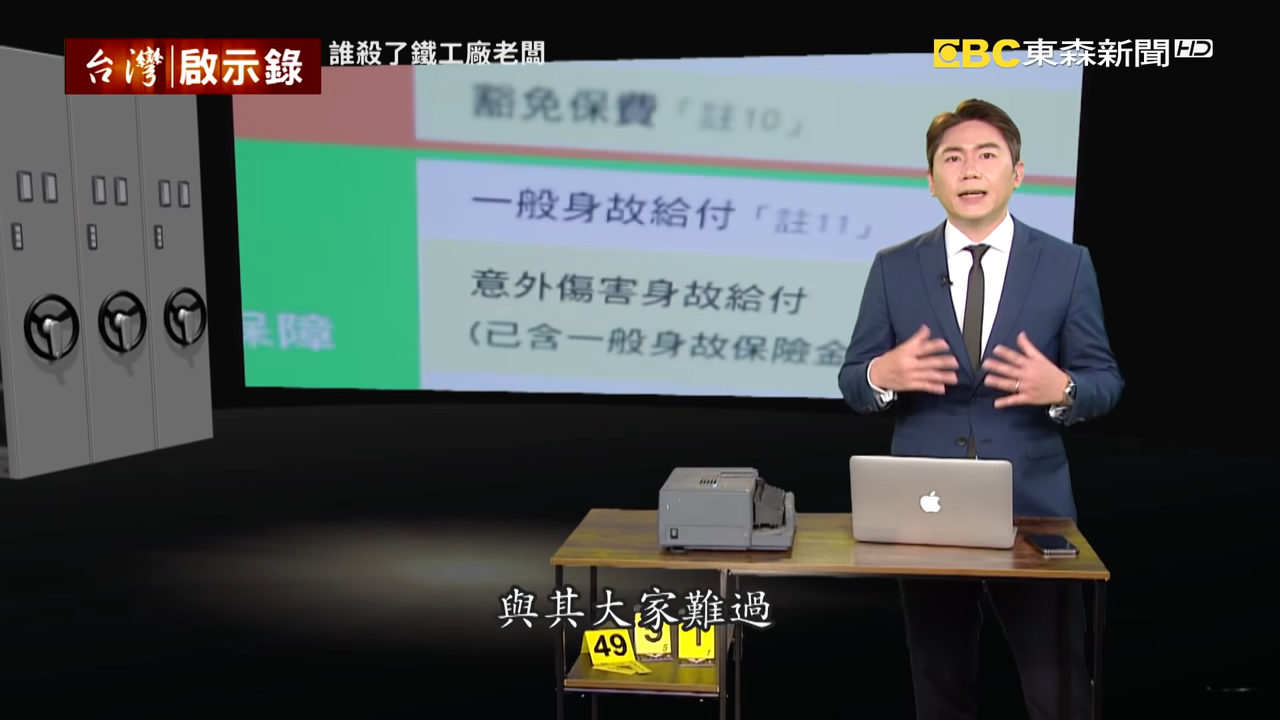 台灣|啟示錄
誰殺了鐵工廠老闆
EBC東森新聞HD
豁免保費「註10」
一般身故給付「註11」
意外傷害身故給付
(已含一般身故保險金
保障
與其大家難過
49
5
1